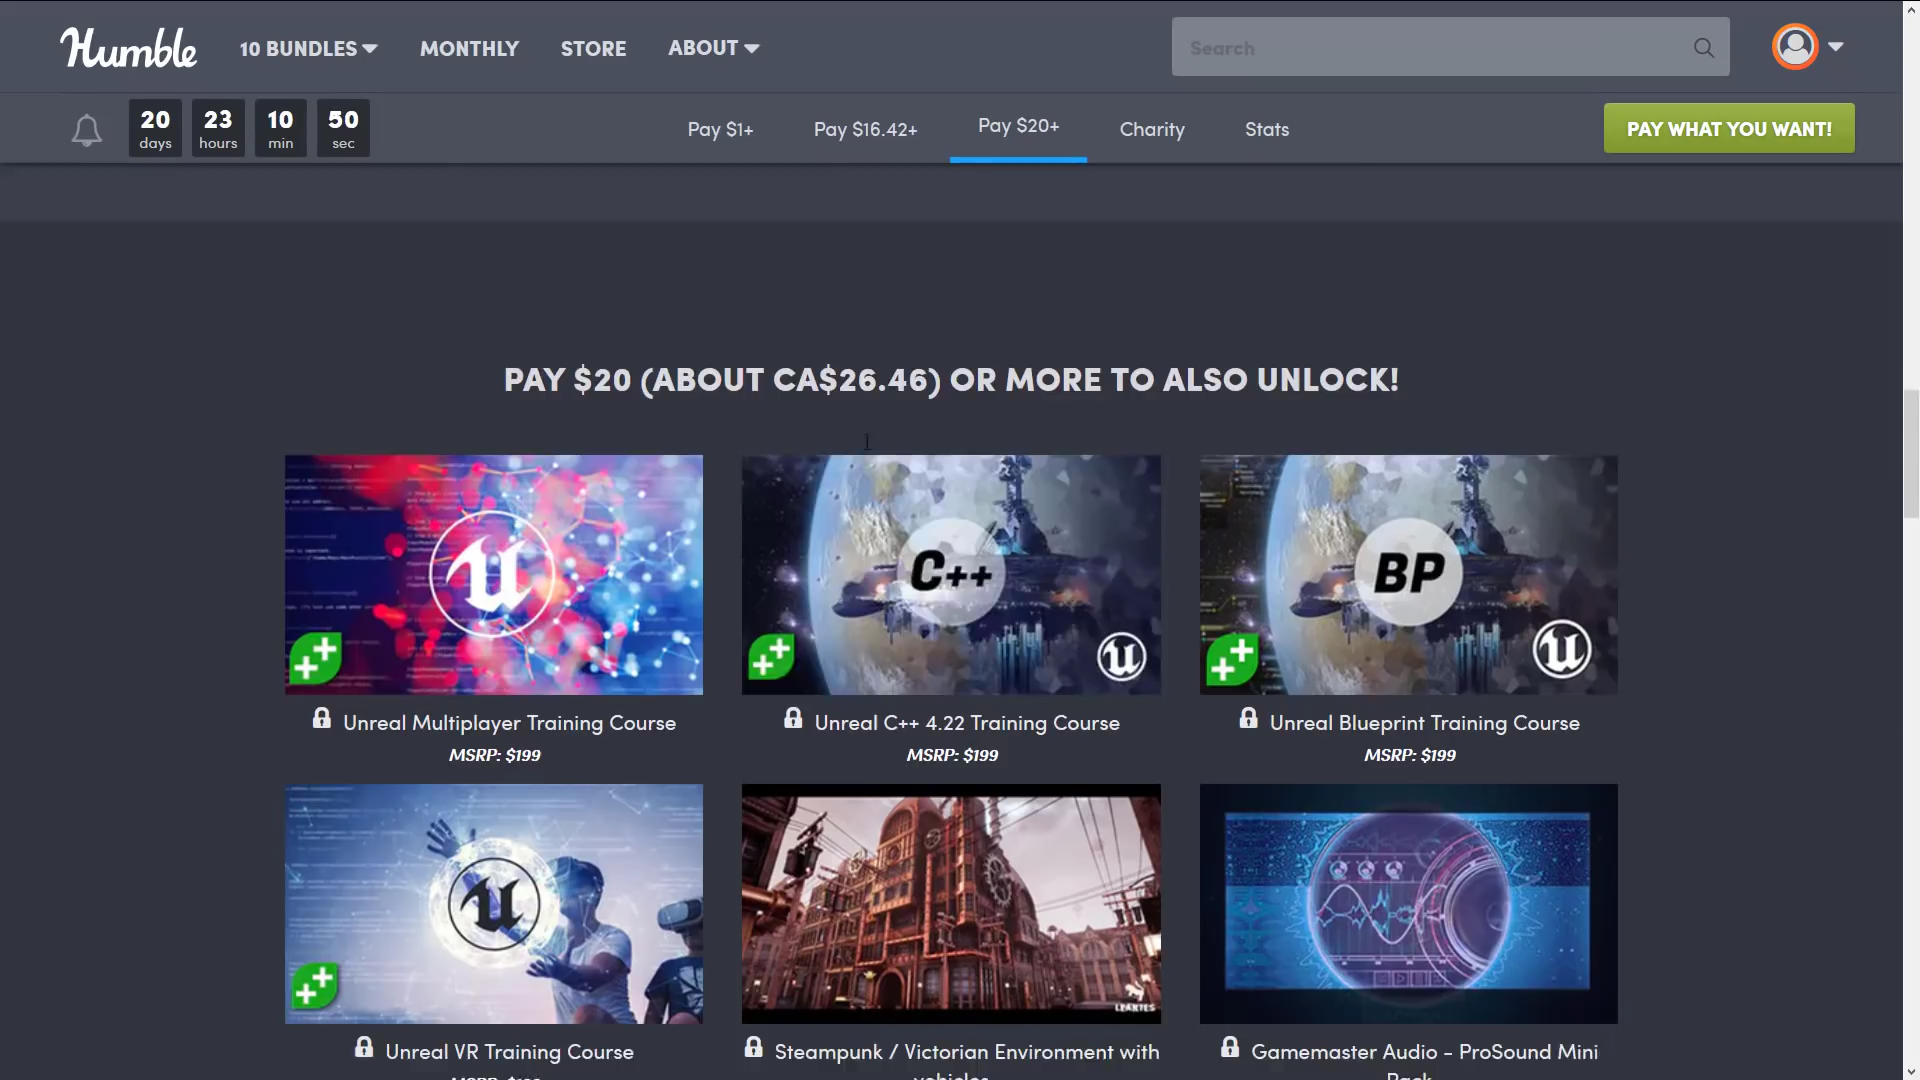 Humble
10 BUNDLES
MONTHLY
STORE
ABOUT
Search
20 days
23 hours
10 min
50 sec
Pay $1+
Pay $16.42+
Pay $20+
Charity
Stats
PAY WHAT YOU WANT!
PAY $20 (ABOUT CA$26.46) OR MORE TO ALSO UNLOCK!
C++
BP
Unreal Multiplayer Training Course
MSRP: $199
Unreal C++ 4.22 Training Course
MSRP: $199
Unreal Blueprint Training Course
MSRP: $199
LEARTES
Unreal VR Training Course
Steampunk / Victorian Environment with
vehicles
Gamemaster Audio - ProSound Mini
Pack